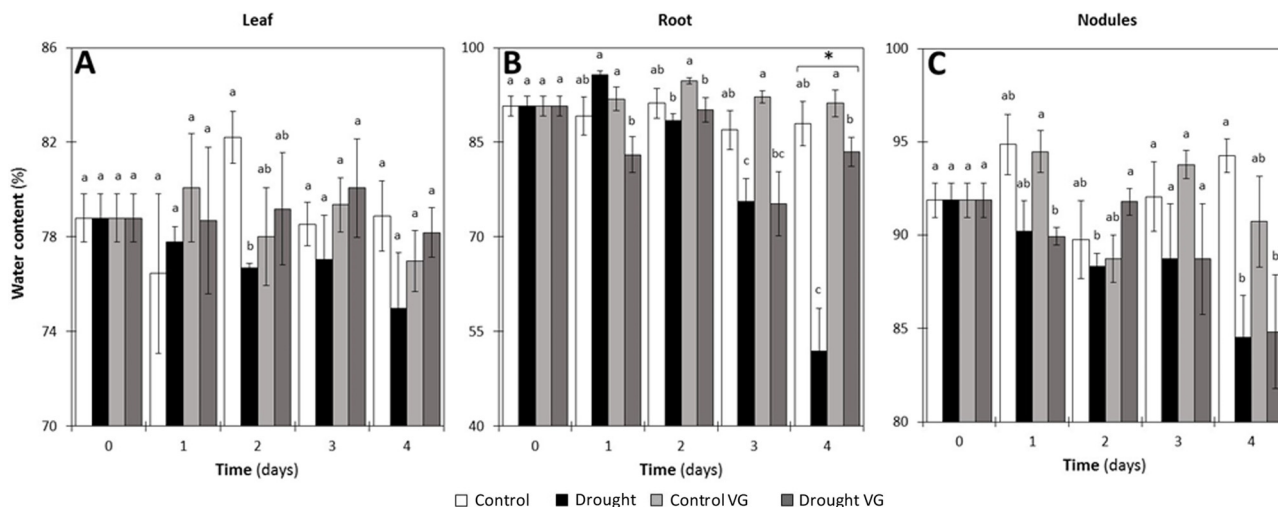 Leaf
Water content (%)
86
82
78
74
70
A
a a a a
a a a a
a b ab ab
a a a a
a a a a
0 1 2 3 4
Time (days)
Root
100
85
70
55
40
B
a a a a
ab a a b
ab b a b
ab c a bc
*
ab c a b
0 1 2 3 4
Time (days)
Nodules
100
95
90
85
80
C
a a a a
ab ab a b
ab b ab a
a a a a
a b ab b
0 1 2 3 4
Time (days)
Control Drought Control VG Drought VG